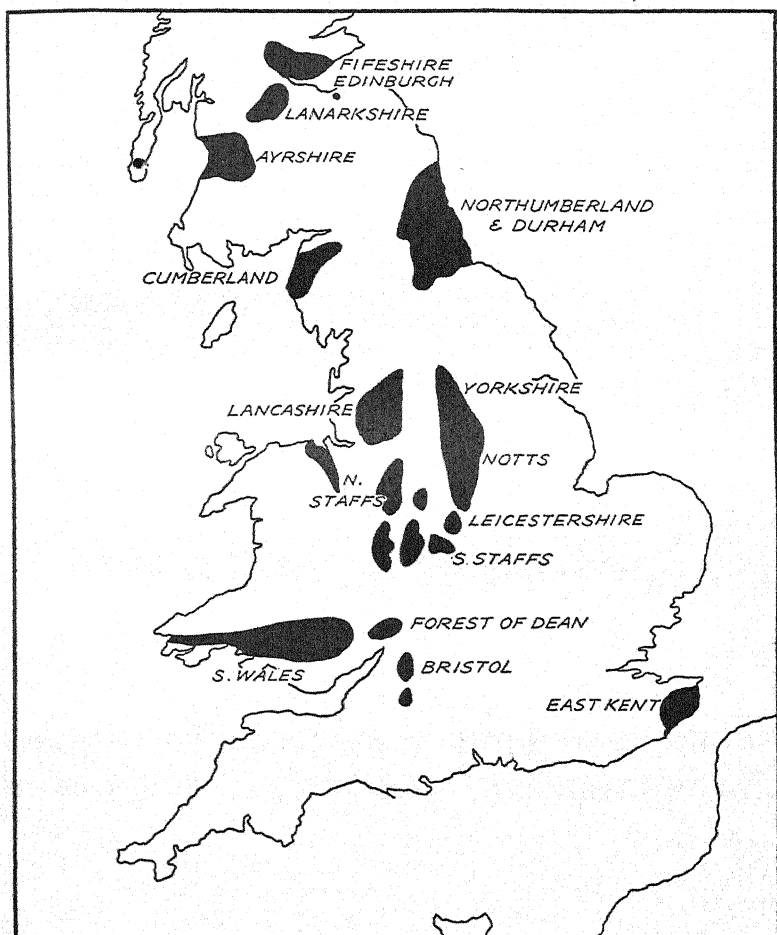 FIFESHIRE
EDINBURGH
LANARKSHIRE
AYRSHIRE
NORTHUMBERLAND
& DURHAM
CUMBERLAND
YORKSHIRE
LANCASHIRE
NOTTS
N.
STAFFS
LEICESTERSHIRE
S. STAFFS
FOREST OF DEAN
S. WALES
BRISTOL
EAST KENT